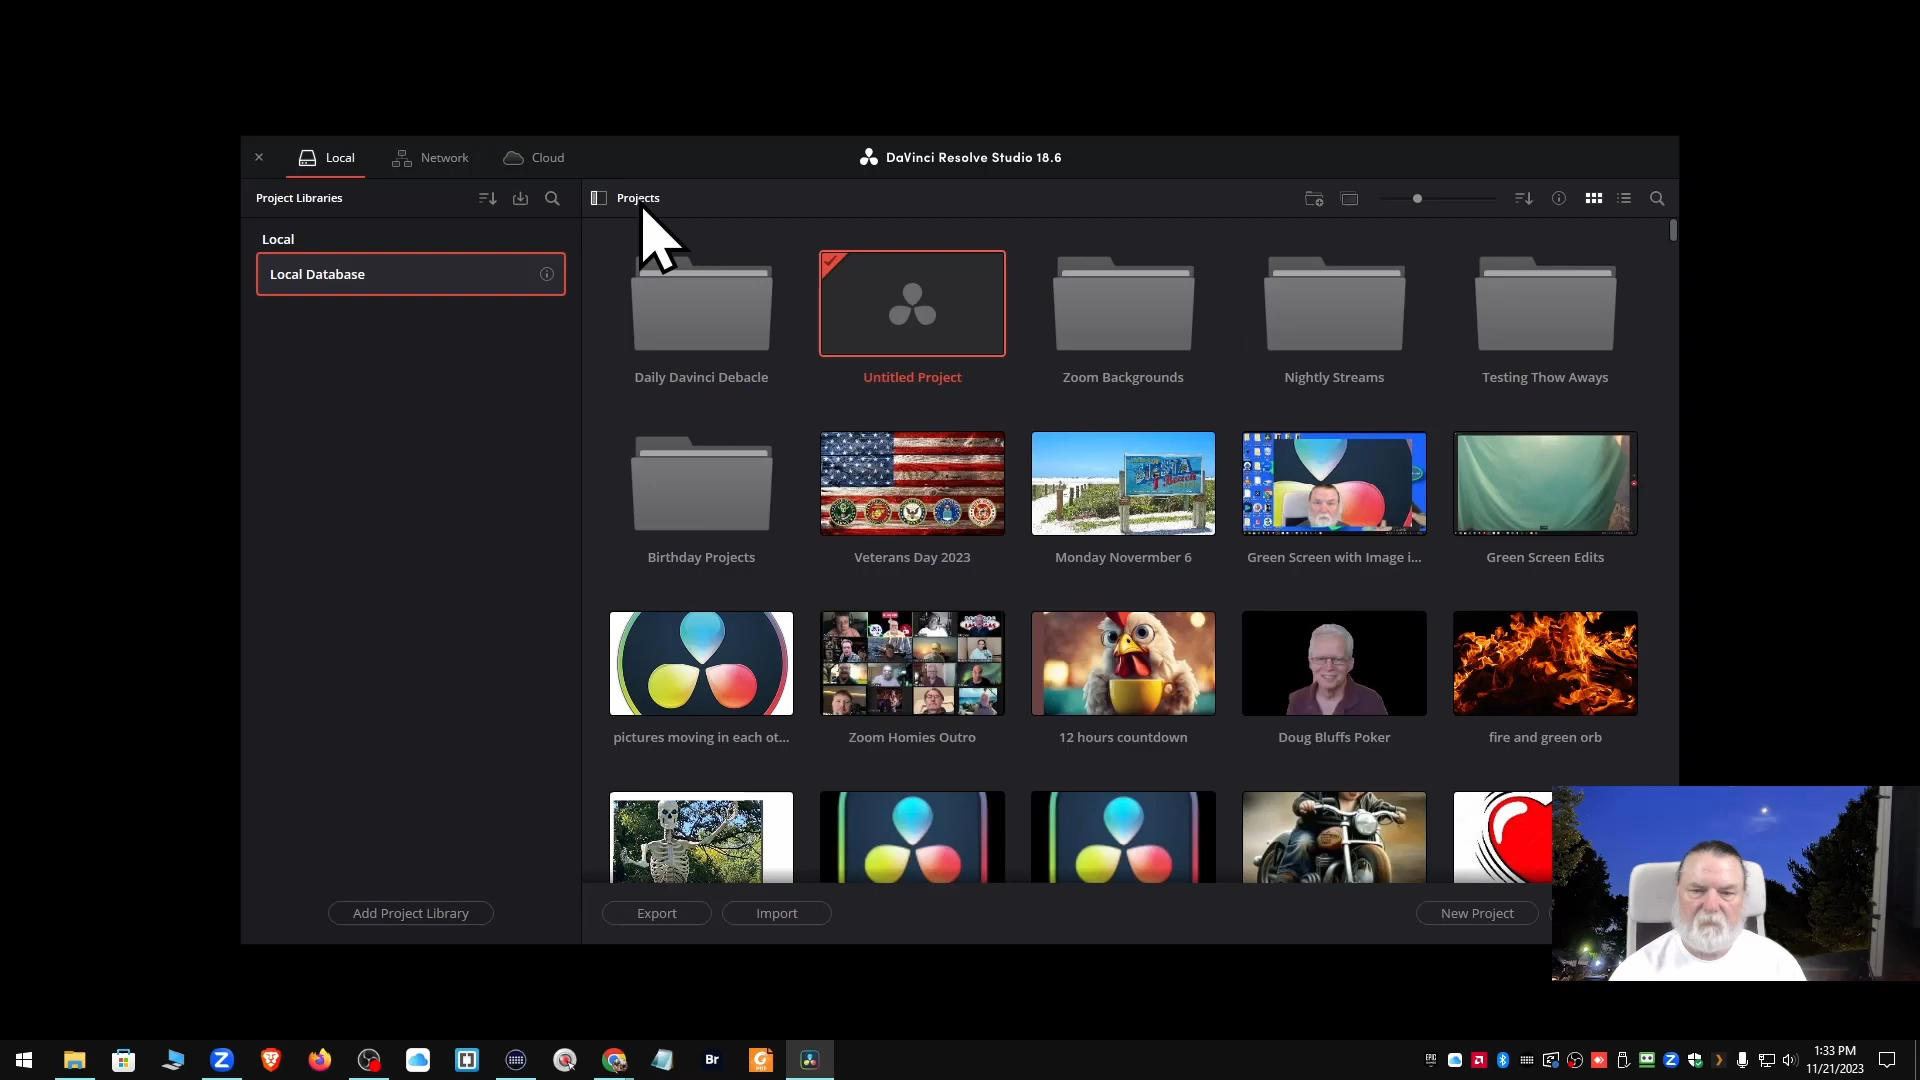 Local
Network
Cloud
DaVinci Resolve Studio 18.6
Project Libraries
Projects
Local
Local Database
Daily Davinci Debacle
Untitled Project
Zoom Backgrounds
Nightly Streams
Testing Thow Aways
SIESTA
Beach
Birthday Projects
Veterans Day 2023
Monday Novermber 6
Green Screen with Image i...
Green Screen Edits
pictures moving in each ot...
Zoom Homies Outro
12 hours countdown
Doug Bluffs Poker
fire and green orb
Add Project Library
Export
Import
New Project
Br
1:33 PM
11/21/2023